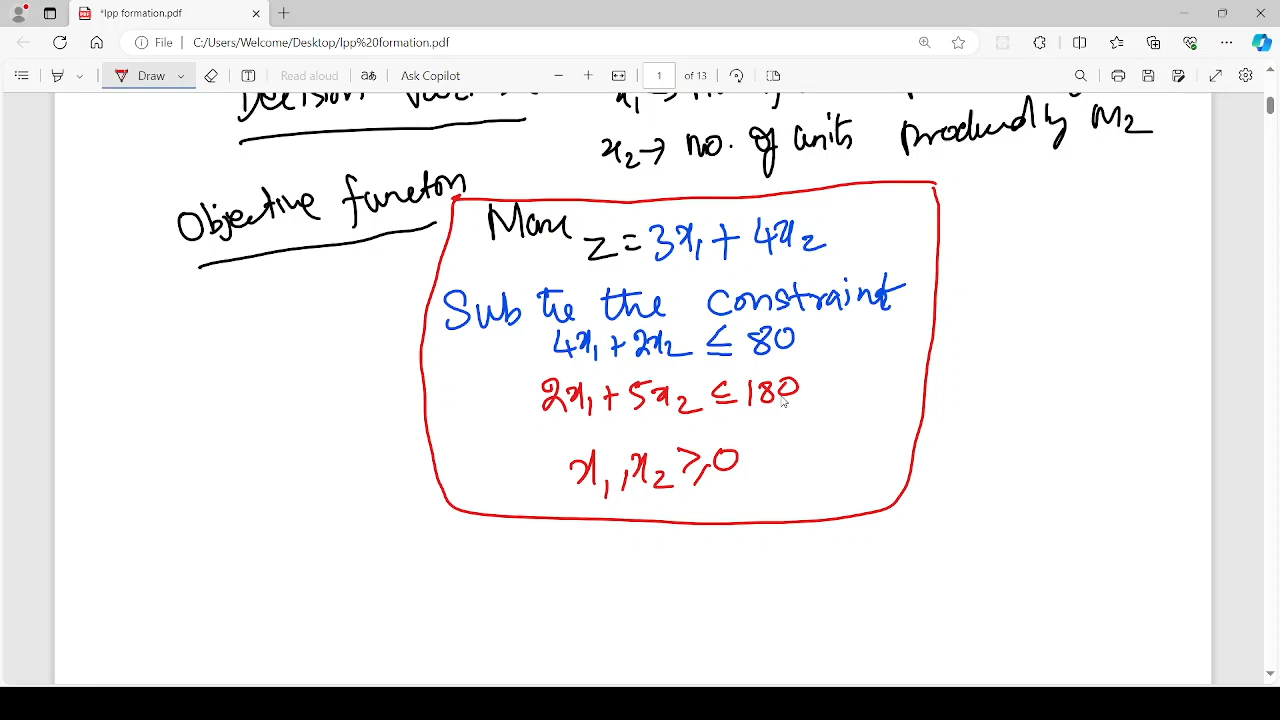 *lpp formation.pdf
File C:/Users/Welcome/Desktop/lpp%20formation.pdf
Draw Read aloud Ask Copilot 1 of 13
Decision
x₂ → no. of units Produced by M2
Objective functon
Z = 3x₁ + 4x₂
Sub to the constraint
4x₁ + 2x₂ ≤ 80
2x₁ + 5x₂ ≤ 180
x₁, x₂ ≥ 0